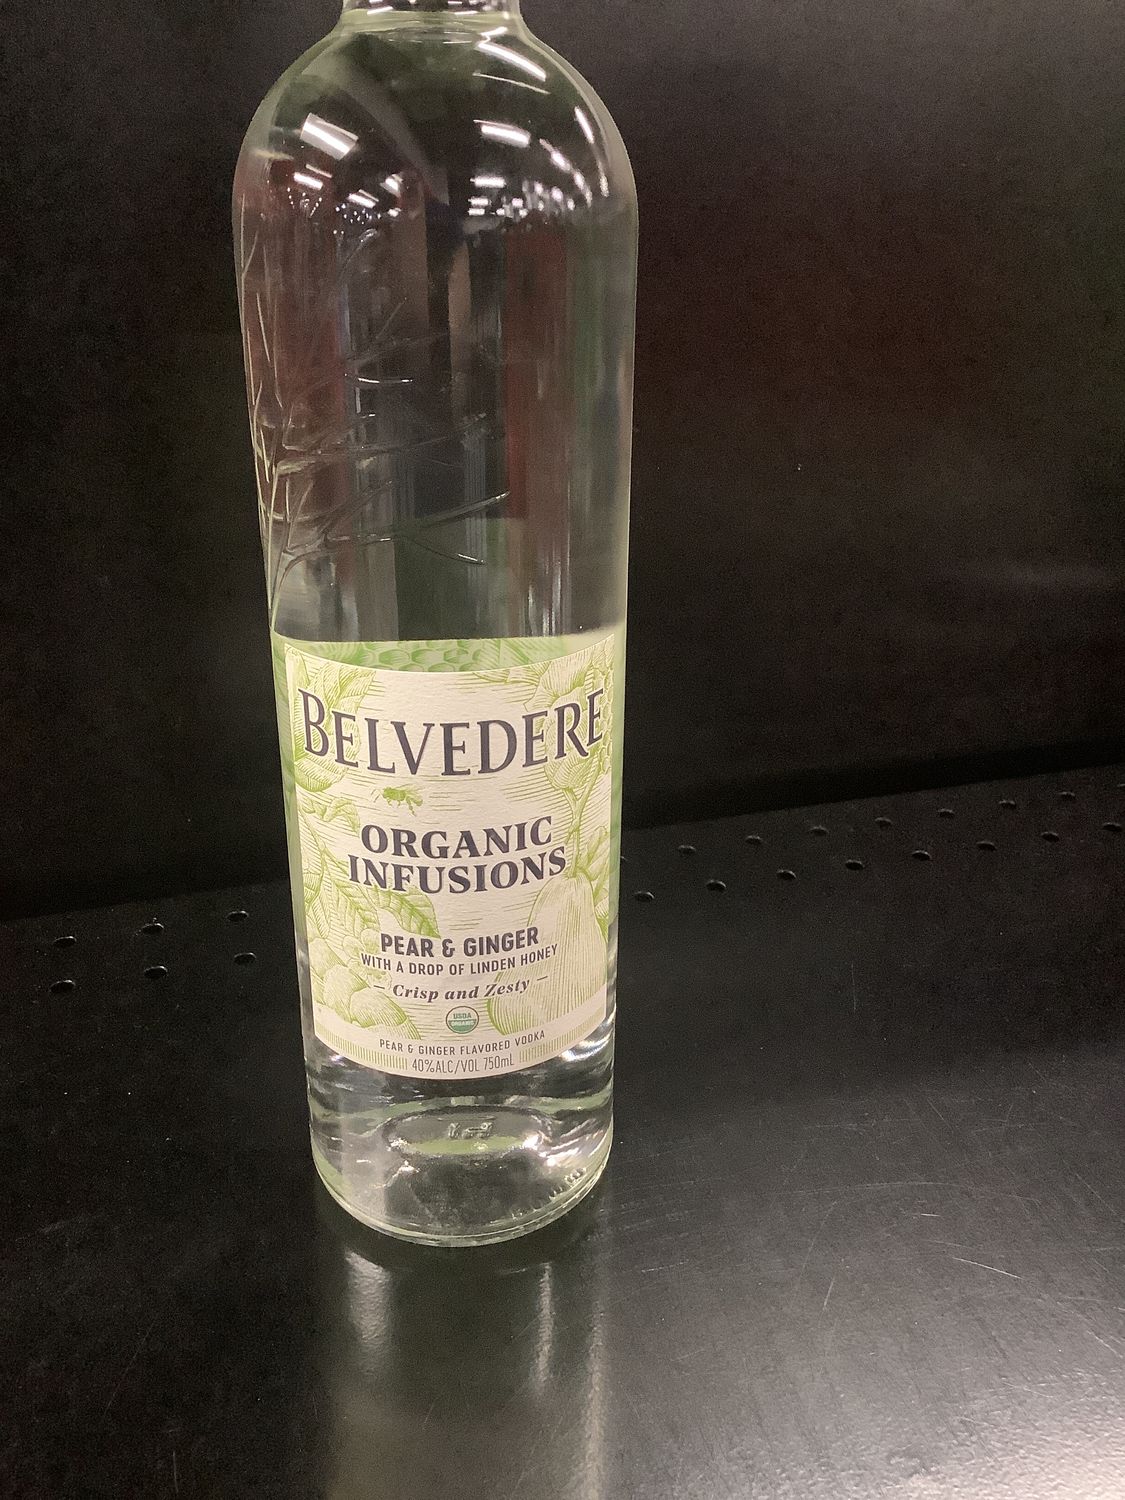 BELVEDERE
ORGANIC
INFUSIONS
PEAR & GINGER
WITH A DROP OF LINDEN HONEY
– Crisp and Zesty –
USDA
ORGANIC
PEAR & GINGER FLAVORED VODKA
40%ALC/VOL 750mL